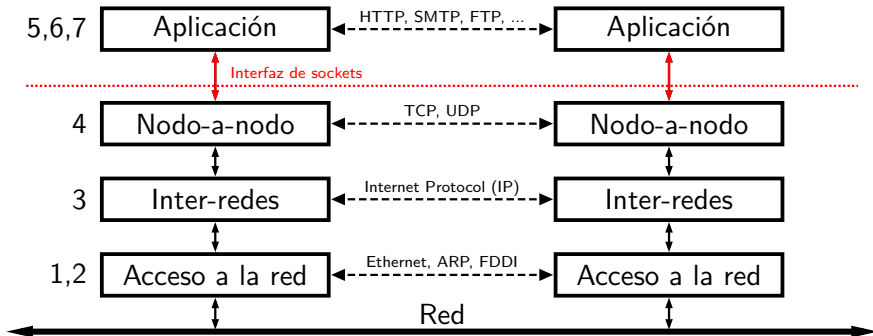 5,6,7 Aplicación HTTP, SMTP, FTP, ... Aplicación
Interfaz de sockets
4 Nodo-a-nodo TCP, UDP Nodo-a-nodo
3 Inter-redes Internet Protocol (IP) Inter-redes
1,2 Acceso a la red Ethernet, ARP, FDDI Acceso a la red
Red